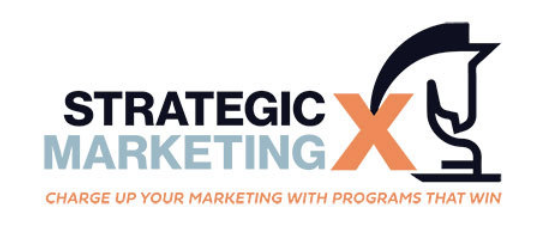 STRATEGIC
MARKETING X
CHARGE UP YOUR MARKETING WITH PROGRAMS THAT WIN